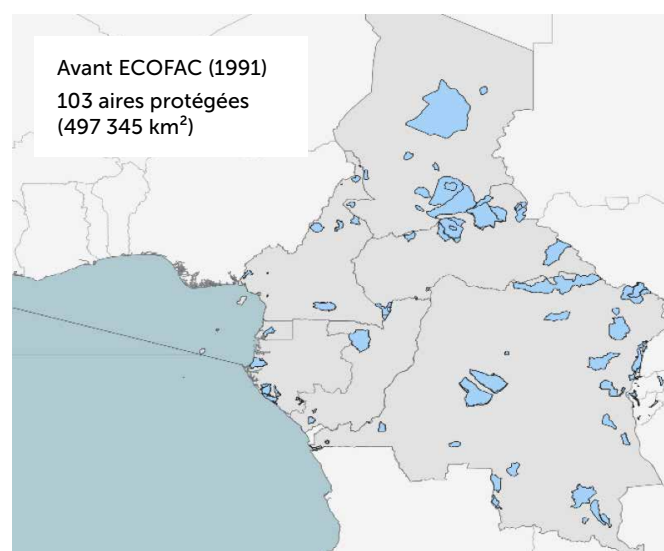 Avant ECOFAC (1991)
103 aires protégées
(497 345 km²)